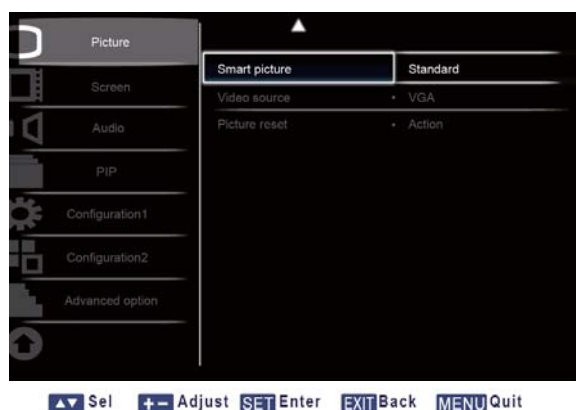 Picture
Screen
Audio
PIP
Configuration1
Configuration2
Advanced option
Smart picture Standard
Video source • VGA
Picture reset • Action
▲▼ Sel + − Adjust SET Enter EXIT Back MENU Quit